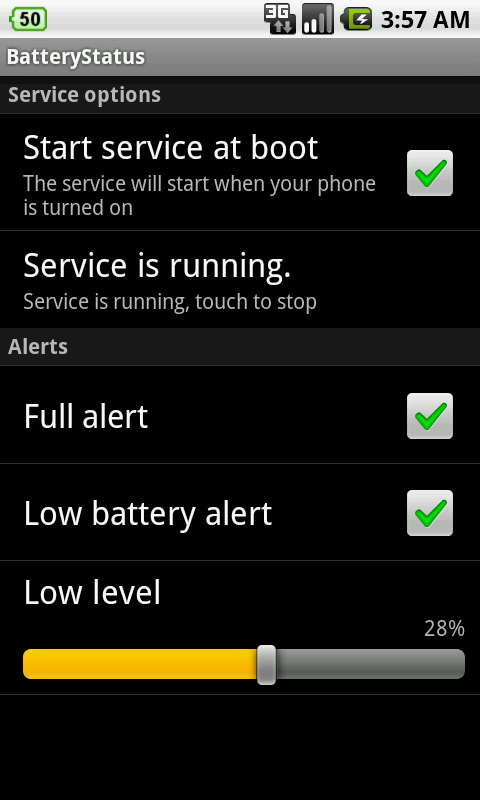 50 3G 3:57 AM
BatteryStatus
Service options
Start service at boot
The service will start when your phone
is turned on
Service is running.
Service is running, touch to stop
Alerts
Full alert
Low battery alert
Low level
28%